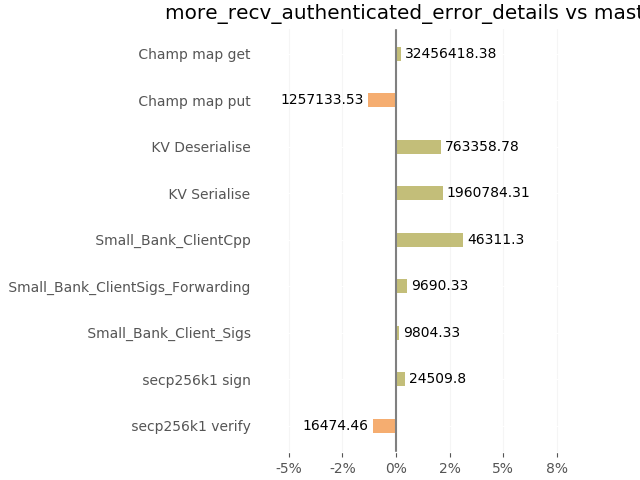 more_recv_authenticated_error_details vs mast
Champ map get 32456418.38
Champ map put 1257133.53
KV Deserialise 763358.78
KV Serialise 1960784.31
Small_Bank_ClientCpp 46311.3
Small_Bank_ClientSigs_Forwarding 9690.33
Small_Bank_Client_Sigs 9804.33
secp256k1 sign 24509.8
secp256k1 verify 16474.46
-5% -2% 0% 2% 5% 8%